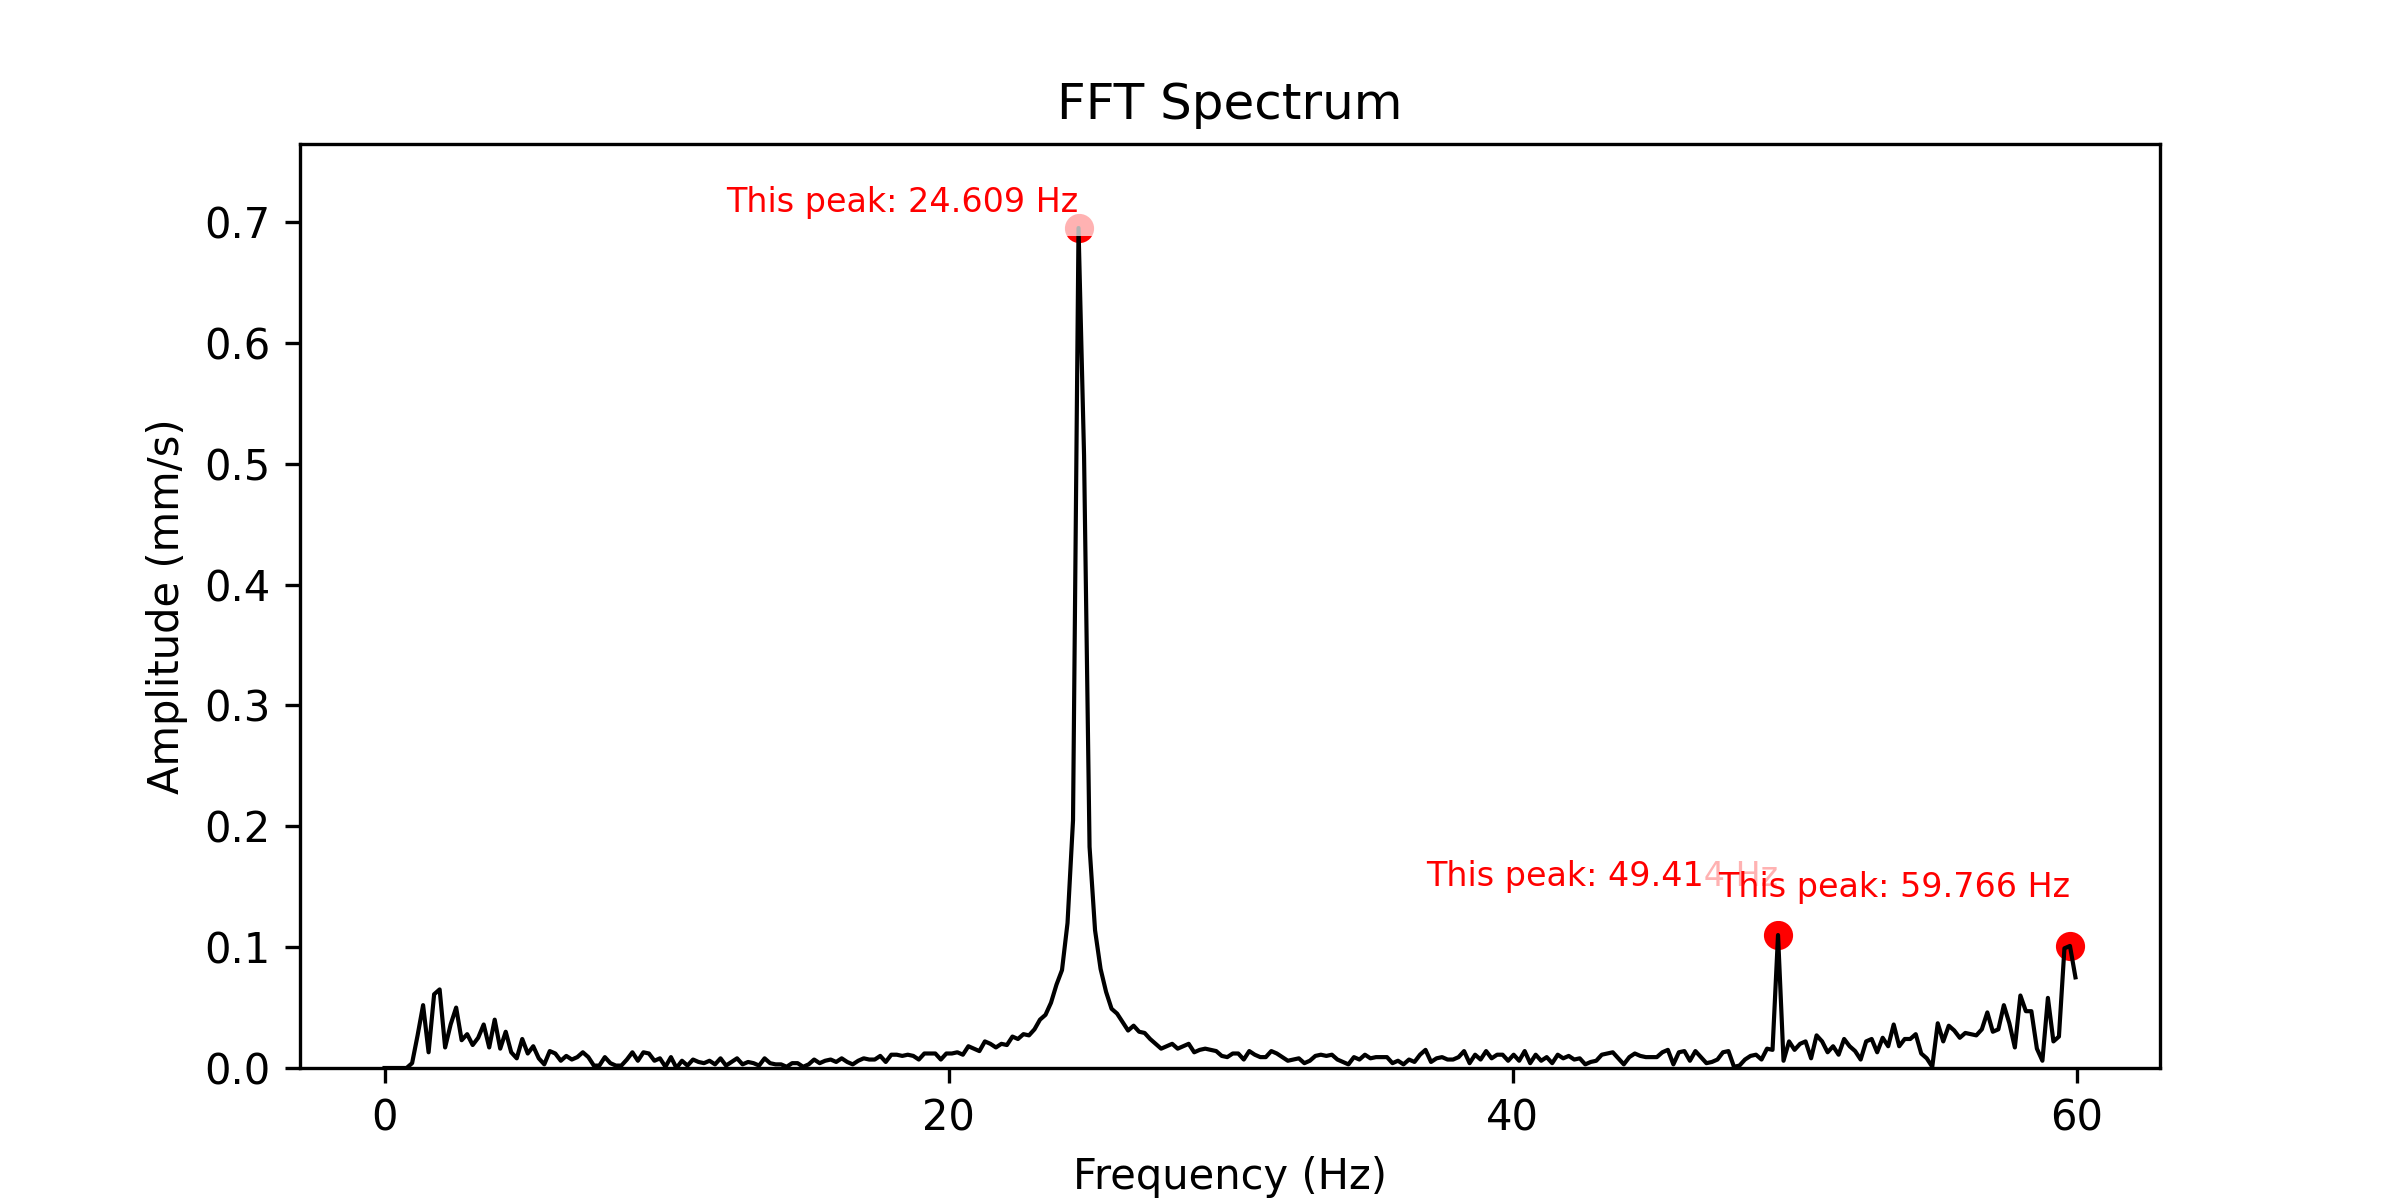 FFT Spectrum
This peak: 24.609 Hz
0.7
0.6
0.5
0.4
0.3
0.2
0.1
0.0
Amplitude (mm/s)
This peak: 49.414 Hz
This peak: 59.766 Hz
0
20
40
60
Frequency (Hz)